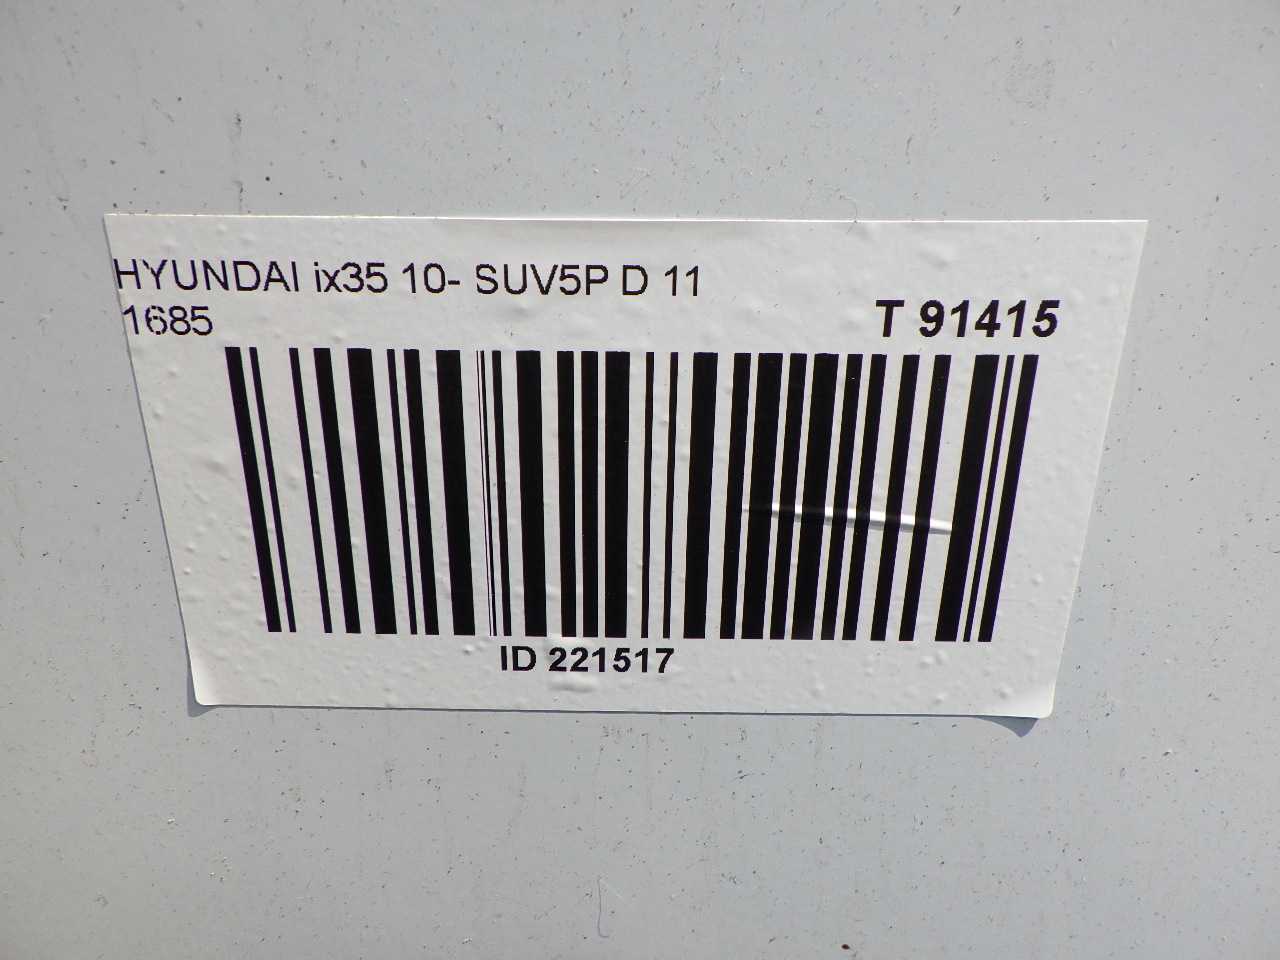 HYUNDAI ix35 10- SUV5P D 11
1685
T 91415
ID 221517